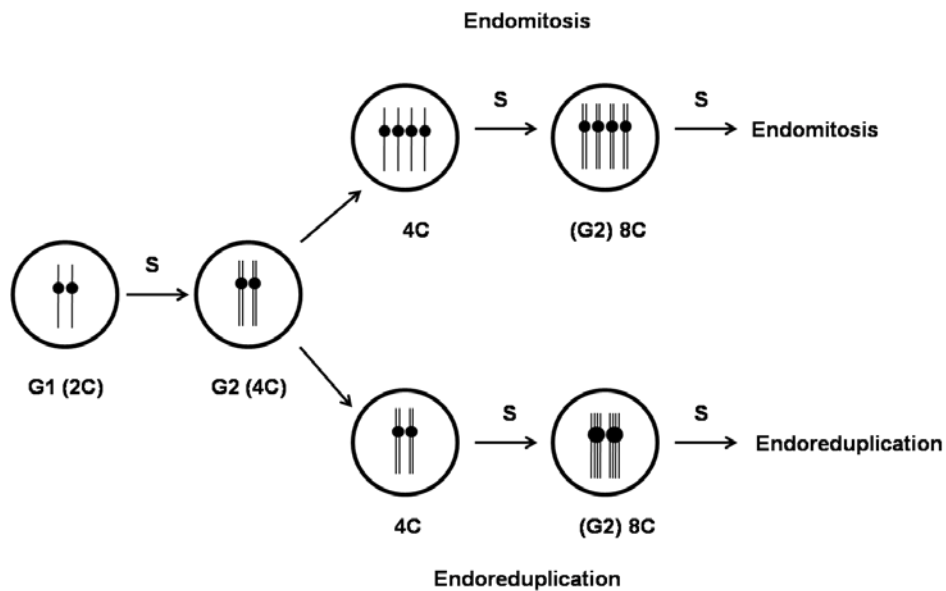 Endomitosis
S
S
Endomitosis
4C
(G2) 8C
S
G1 (2C)
G2 (4C)
S
S
Endoreduplication
4C
(G2) 8C
Endoreduplication